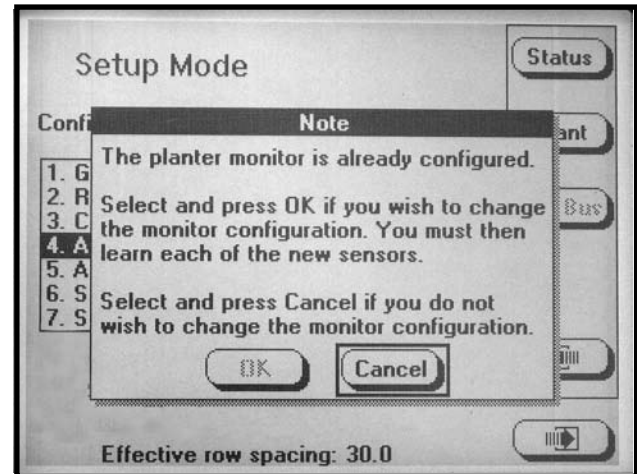 Setup Mode
Status
Confi
Note
ant
The planter monitor is already configured.
1. G
2. R
3. C
4. A
5. A
6. S
7. S
Select and press OK if you wish to change
the monitor configuration. You must then
learn each of the new sensors.
Bus
Select and press Cancel if you do not
wish to change the monitor configuration.
OK
Cancel
Effective row spacing: 30.0